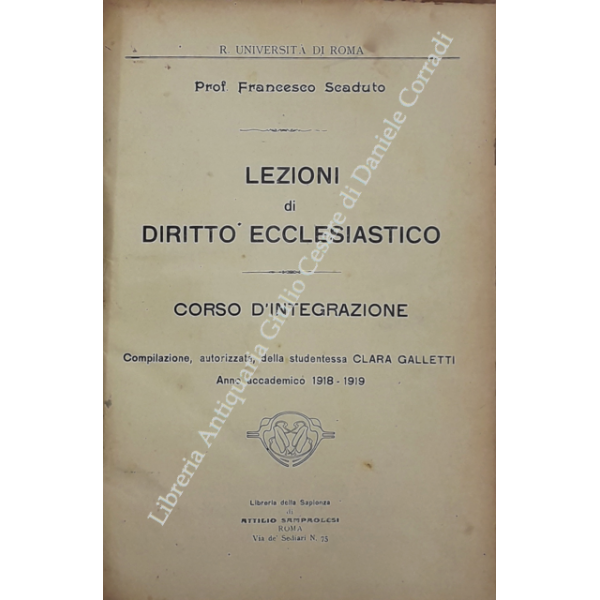 R. UNIVERSITÀ DI ROMA
Prof. Francesco Scaduto
LEZIONI
di
DIRITTO ECCLESIASTICO
CORSO D'INTEGRAZIONE
Compilazione, autorizzata, della studentessa CLARA GALLETTI
Anno accademico 1918 - 1919
Libreria della Sapienza
di
ATTILIO SAMPAOLESI
ROMA
Via de' Sediari N. 15
Libreria Antiquaria Giulio Cesare di Daniele Corradi